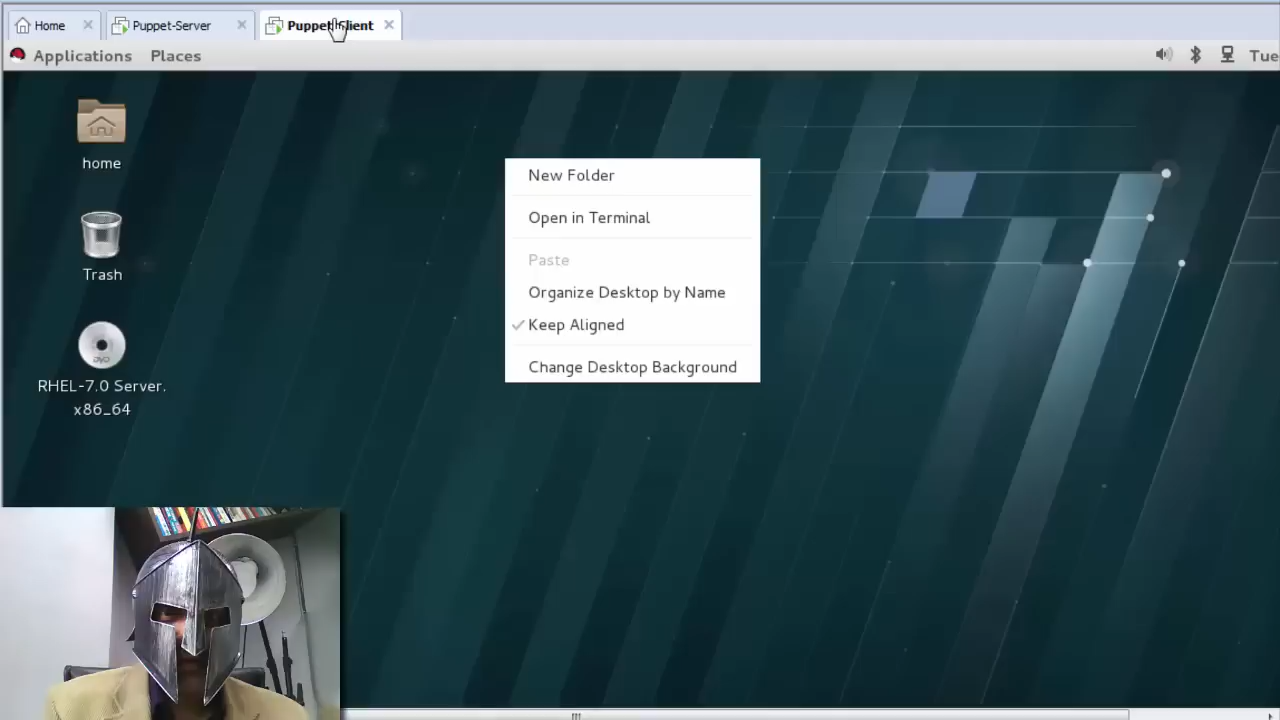 Home
Puppet-Server
Puppet-Client
Applications Places
Tue
home
Trash
RHEL-7.0 Server.
x86_64
New Folder
Open in Terminal
Paste
Organize Desktop by Name
Keep Aligned
Change Desktop Background